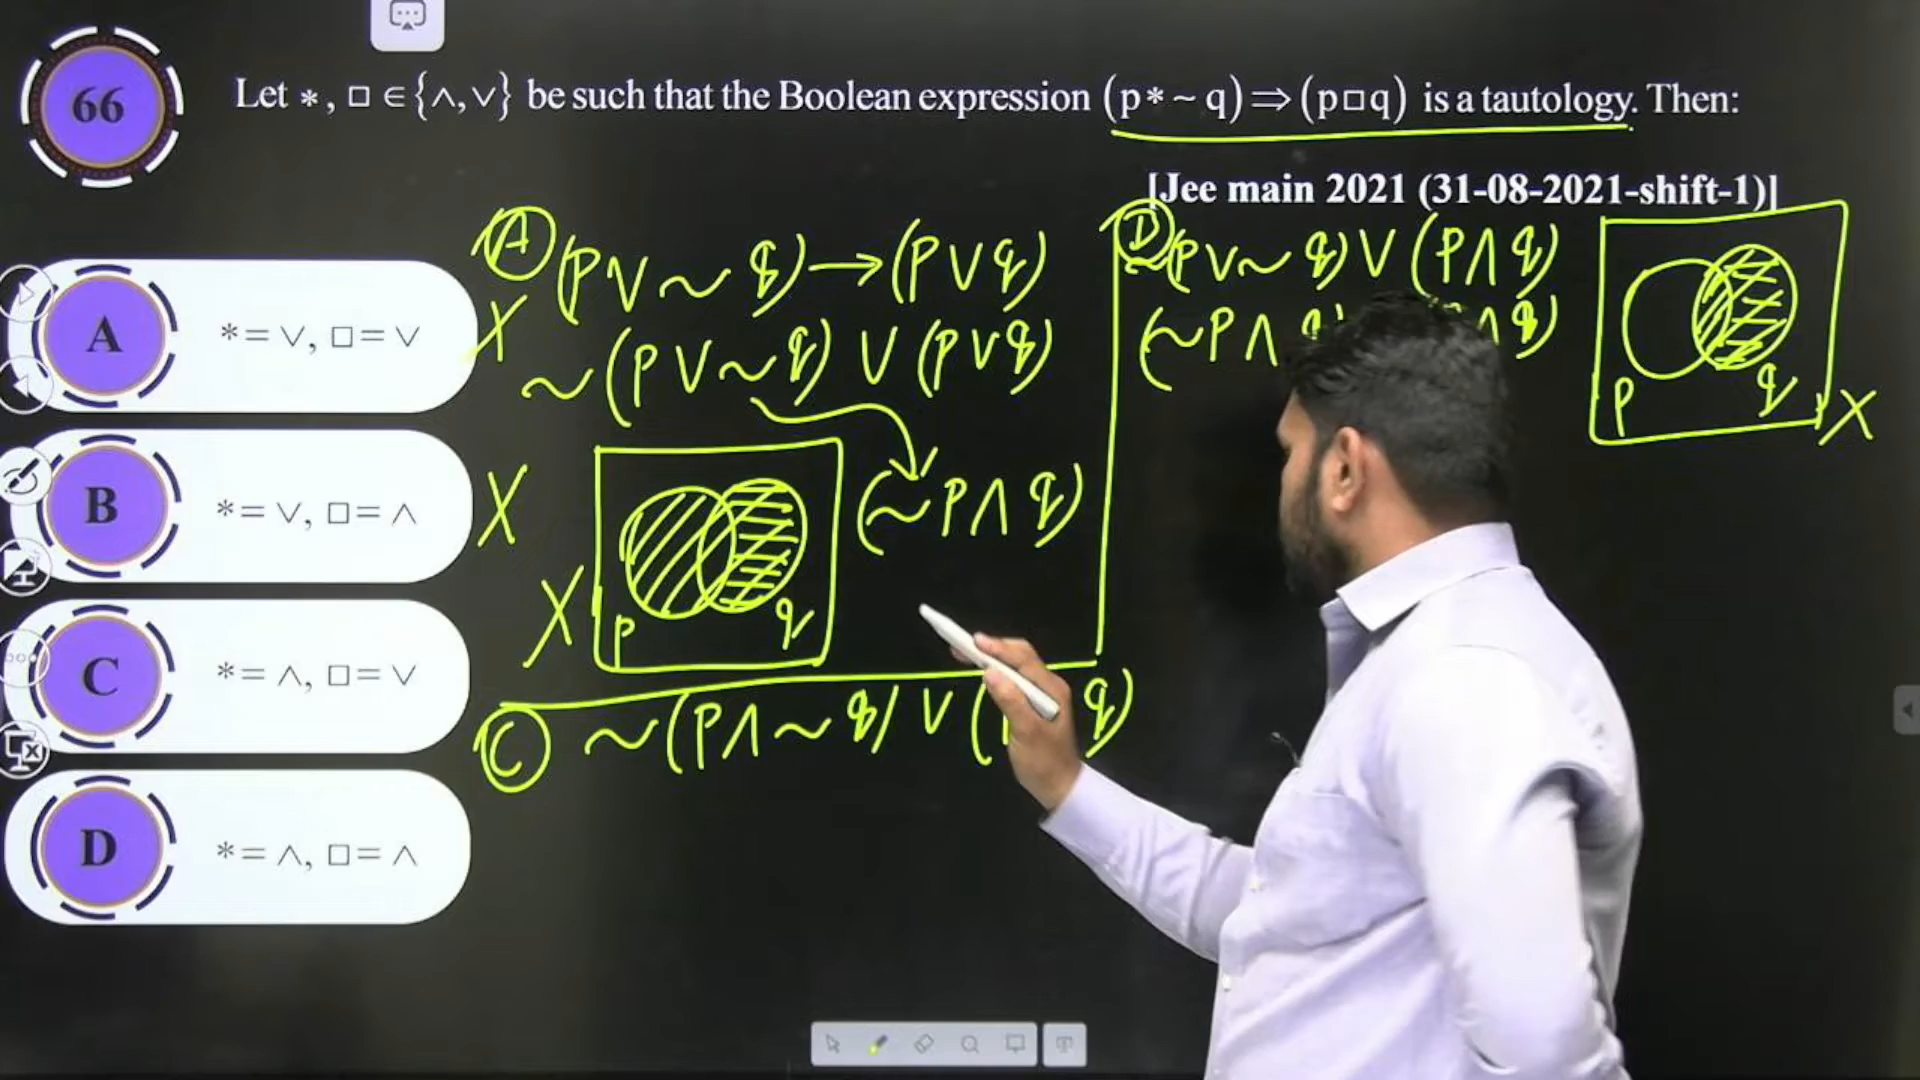 66
Let *, □ ∈ {∧, ∨} be such that the Boolean expression (p * ~ q) ⇒ (p □ q) is a tautology. Then:
[Jee main 2021 (31-08-2021-shift-1)]
A * = ∨, □ = ∨
B * = ∨, □ = ∧
C * = ∧, □ = ∨
D * = ∧, □ = ∧
A (P ∨ ~ q) → (P ∨ q)
X
~ (P ∨ ~ q) ∨ (P ∨ q)
X
(~ P ∧ q)
X
P q
D ~(P ∨ ~ q) ∨ (P ∧ q)
(~ P ∧
P q
X
C ~ (P ∧ ~ q) ∨ ( q)